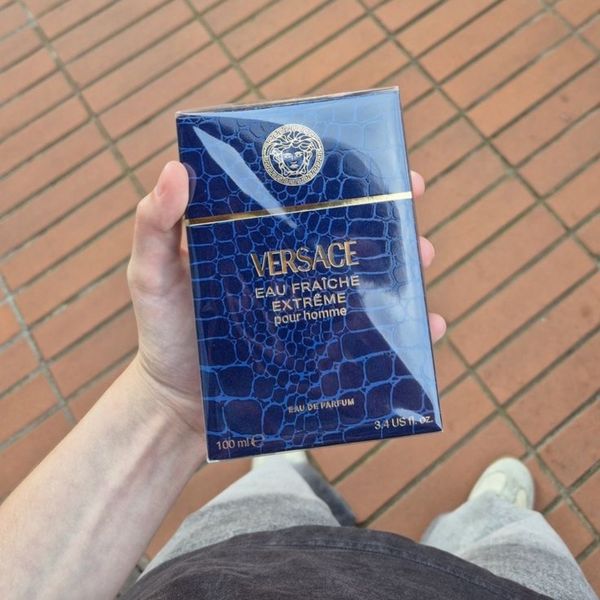 VERSACE
EAU FRAÎCHE
EXTRÊME
pour homme
EAU DE PARFUM
100 ml ℮
3.4 US fl. oz.